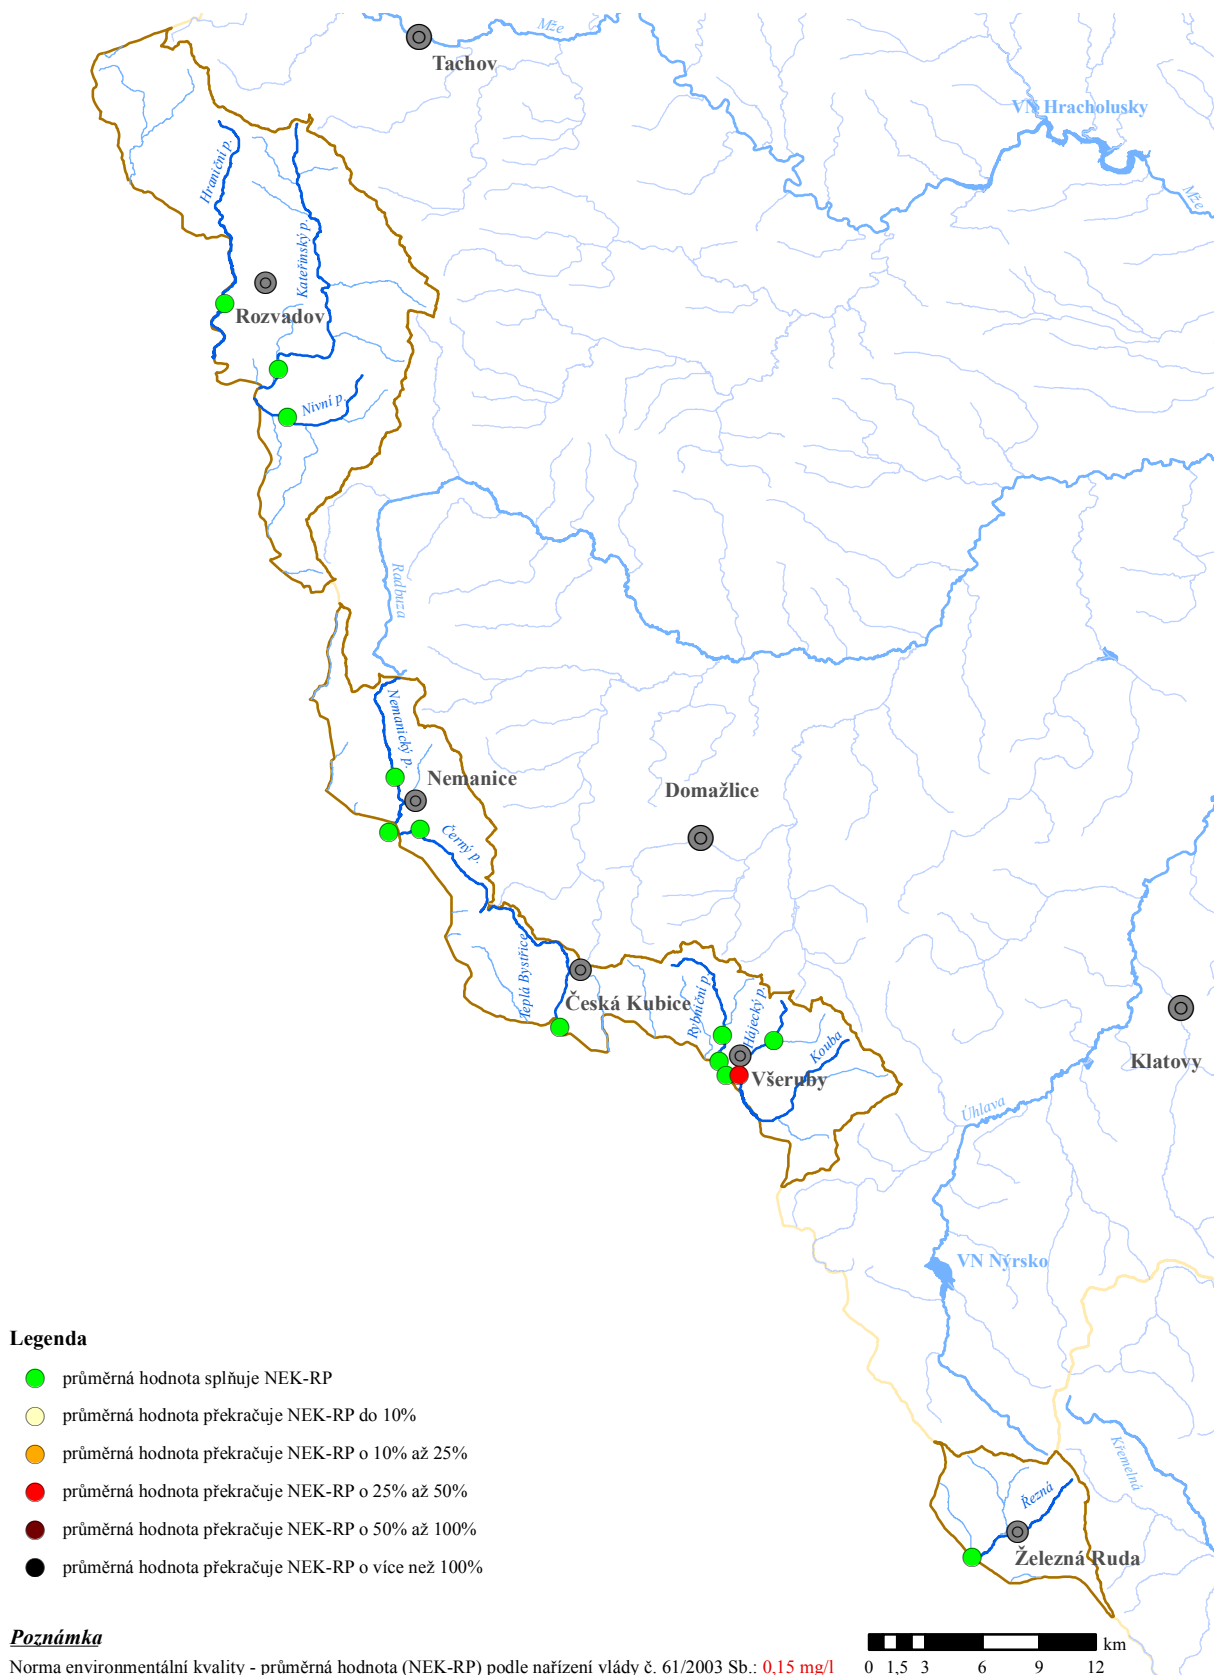 Mže
Tachov
VN Hracholusky
Mže
Hraniční p.
Kateřinský p.
Rozvadov
Nivní p.
Radbuza
Nemanický p.
Nemanice
Domažlice
Černý p.
Teplá Bystřice
Česká Kubice
Rybniční p.
Hájecký p.
Kouba
Všeruby
Klatovy
Úhlava
VN Nýrsko
Křemelná
Řezná
Železná Ruda
Legenda
průměrná hodnota splňuje NEK-RP
průměrná hodnota překračuje NEK-RP do 10%
průměrná hodnota překračuje NEK-RP o 10% až 25%
průměrná hodnota překračuje NEK-RP o 25% až 50%
průměrná hodnota překračuje NEK-RP o 50% až 100%
průměrná hodnota překračuje NEK-RP o více než 100%
Poznámka
Norma environmentální kvality - průměrná hodnota (NEK-RP) podle nařízení vlády č. 61/2003 Sb.: 0,15 mg/l
km
0 1,5 3 6 9 12